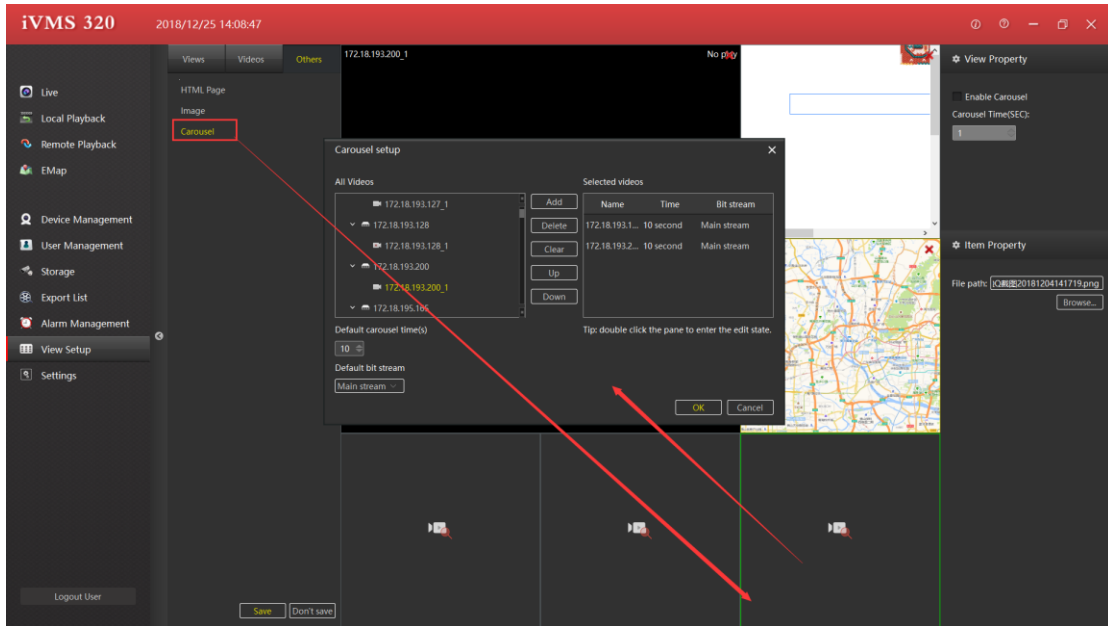 iVMS 320
2018/12/25 14:08:47
Live
Local Playback
Remote Playback
EMap
Device Management
User Management
Storage
Export List
Alarm Management
View Setup
Settings
Logout User
Views
Videos
Others
HTML Page
Image
Carousel
Save
Don't save
172.18.193.200_1
Carousel setup
All Videos
172.18.193.127_1
172.18.193.128
172.18.193.128_1
172.18.193.200
172.18.193.200_1
172.18.195.165
Add
Delete
Clear
Up
Down
Selected videos
Name Time Bit stream
172.18.193.1... 10 second Main stream
172.18.193.2... 10 second Main stream
Default carousel time(s)
10
Default bit stream
Main stream
Tip: double click the pane to enter the edit state.
OK
Cancel
View Property
Enable Carousel
Carousel Time(SEC):
1
Item Property
File path: 20181204141719.png
Browse...